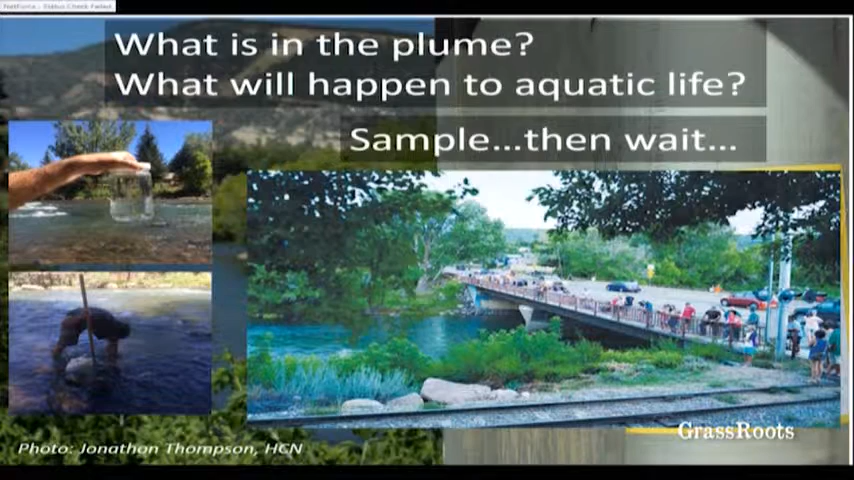 What is in the plume?
What will happen to aquatic life?
Sample...then wait...
Photo: Jonathon Thompson, HCN
GrassRoots